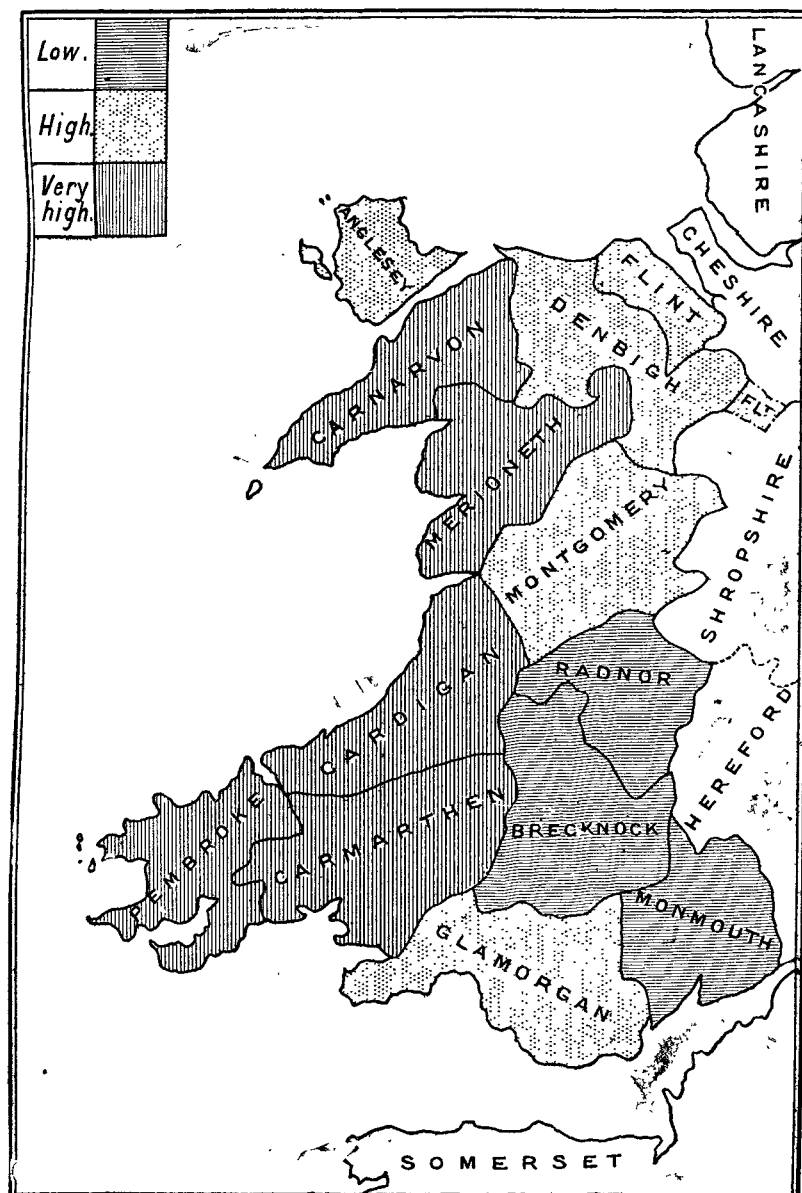 Low.
High.
Very
high.
LANCASHIRE
CHESHIRE
ANGLESEY
FLINT
DENBIGH
CARNARVON
FLT
MERIONETH
MONTGOMERY
SHROPSHIRE
RADNOR
CARDIGAN
HEREFORD
PEMBROKE
CARMARTHEN
BRECKNOCK
MONMOUTH
GLAMORGAN
SOMERSET